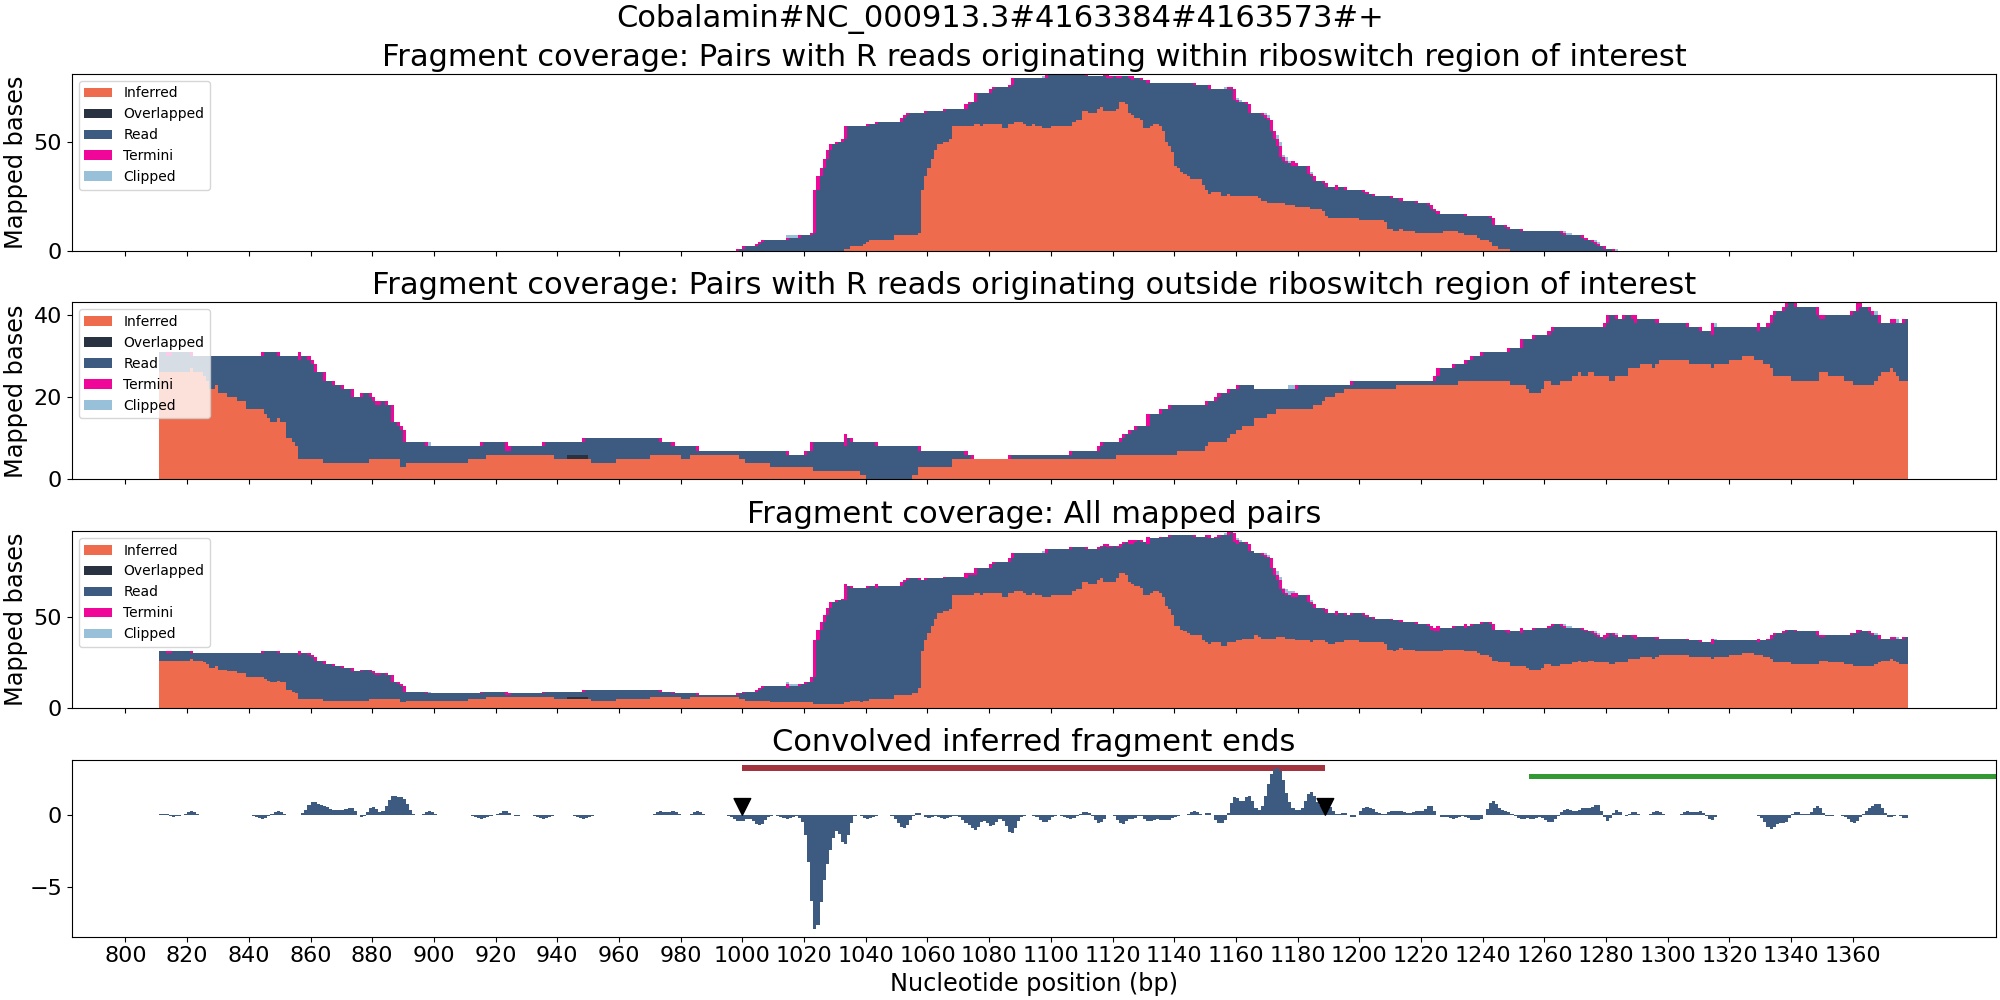 Cobalamin#NC_000913.3#4163384#4163573#+
Fragment coverage: Pairs with R reads originating within riboswitch region of interest
Mapped bases
50
0
Inferred
Overlapped
Read
Termini
Clipped
Fragment coverage: Pairs with R reads originating outside riboswitch region of interest
Mapped bases
40
20
0
Inferred
Overlapped
Read
Termini
Clipped
Fragment coverage: All mapped pairs
Mapped bases
50
0
Inferred
Overlapped
Read
Termini
Clipped
Convolved inferred fragment ends
0
−5
800 820 840 860 880 900 920 940 960 980 1000 1020 1040 1060 1080 1100 1120 1140 1160 1180 1200 1220 1240 1260 1280 1300 1320 1340 1360
Nucleotide position (bp)